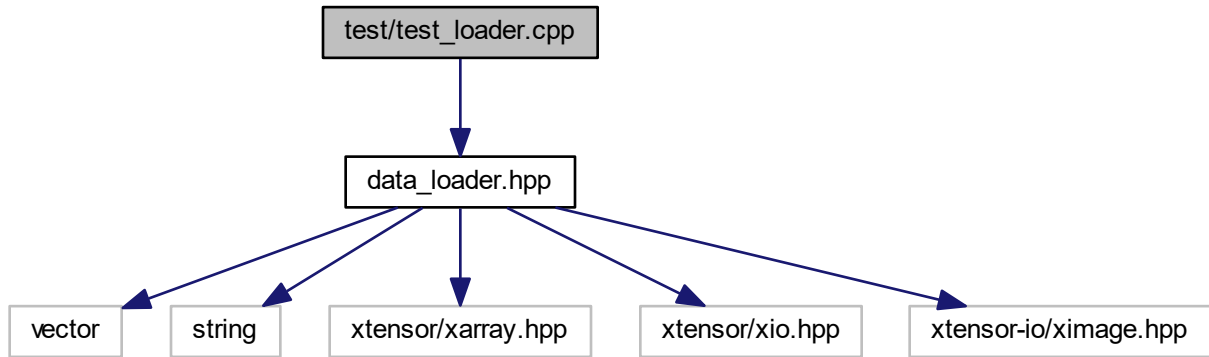 test/test_loader.cpp
data_loader.hpp
vector
string
xtensor/xarray.hpp
xtensor/xio.hpp
xtensor-io/ximage.hpp